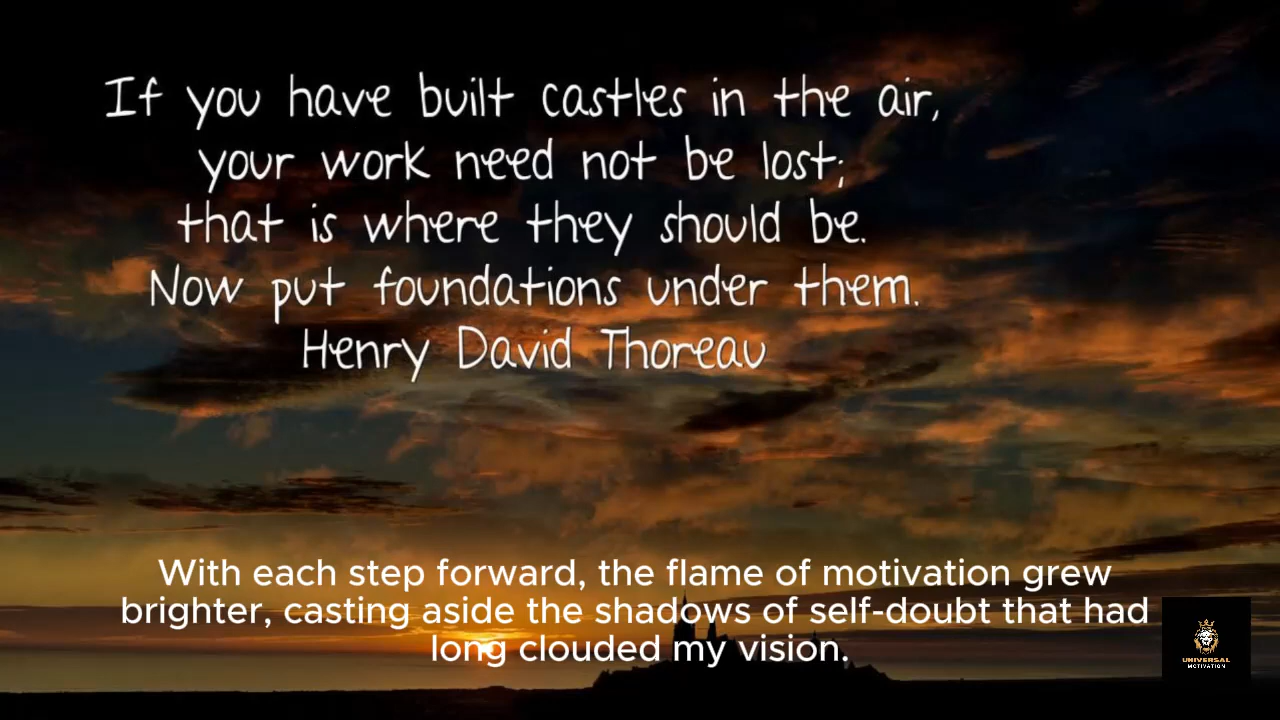 If you have built castles in the air,
your work need not be lost;
that is where they should be.
Now put foundations under them.
Henry David Thoreau
With each step forward, the flame of motivation grew
brighter, casting aside the shadows of self-doubt that had
long clouded my vision.
UNIVERSAL
MOTIVATION